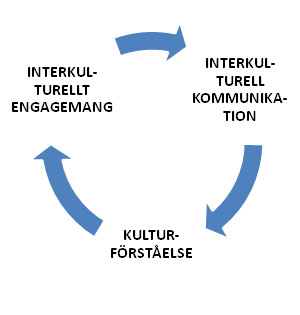 INTERKUL-
TURELLT
ENGAGEMANG
INTERKUL-
TURELL
KOMMUNIKA-
TION
KULTUR-
FÖRSTÅELSE